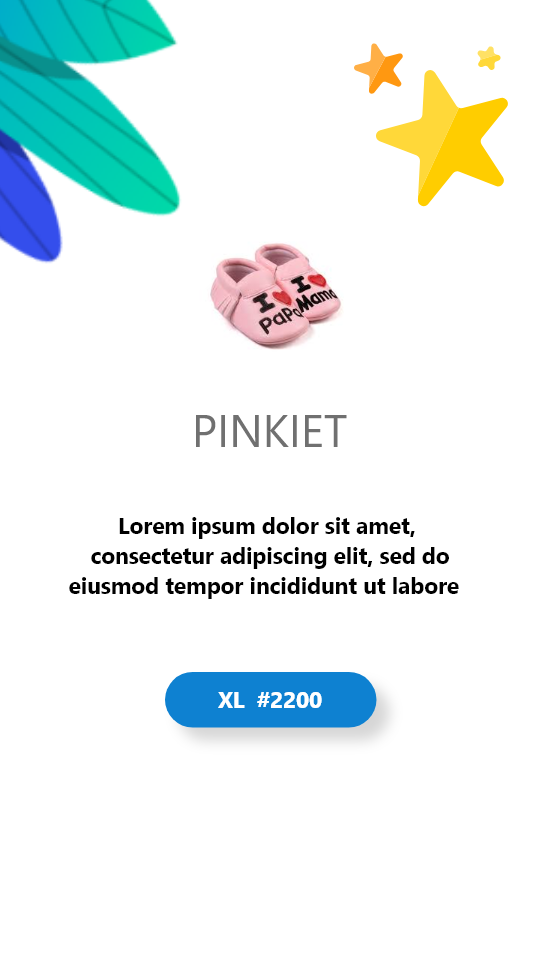 I I
Papa Mama
PINKIET
Lorem ipsum dolor sit amet,
consectetur adipiscing elit, sed do
eiusmod tempor incididunt ut labore
XL #2200